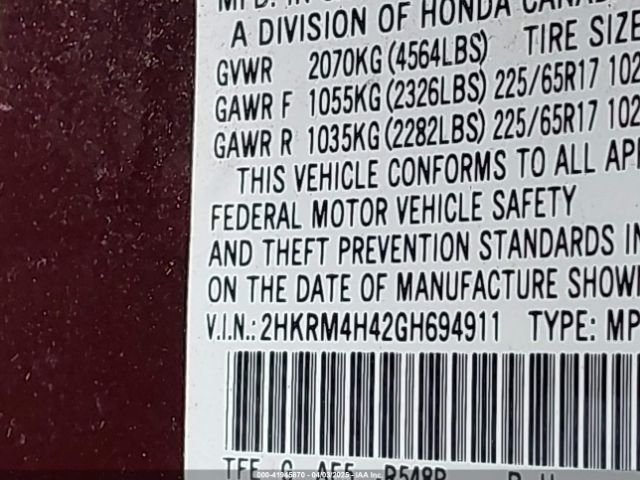 A DIVISION OF HONDA CANAD
GVWR 2070KG (4564LBS) TIRE SIZE
GAWR F 1055KG (2326LBS) 225/65R17 102
GAWR R 1035KG (2282LBS) 225/65R17 102
THIS VEHICLE CONFORMS TO ALL APP
FEDERAL MOTOR VEHICLE SAFETY
AND THEFT PREVENTION STANDARDS IN
ON THE DATE OF MANUFACTURE SHOW
V.I.N.: 2HKRM4H42GH694911 TYPE: MP
R548P
000-41945870 - 04/03/2025 - IAA Inc.